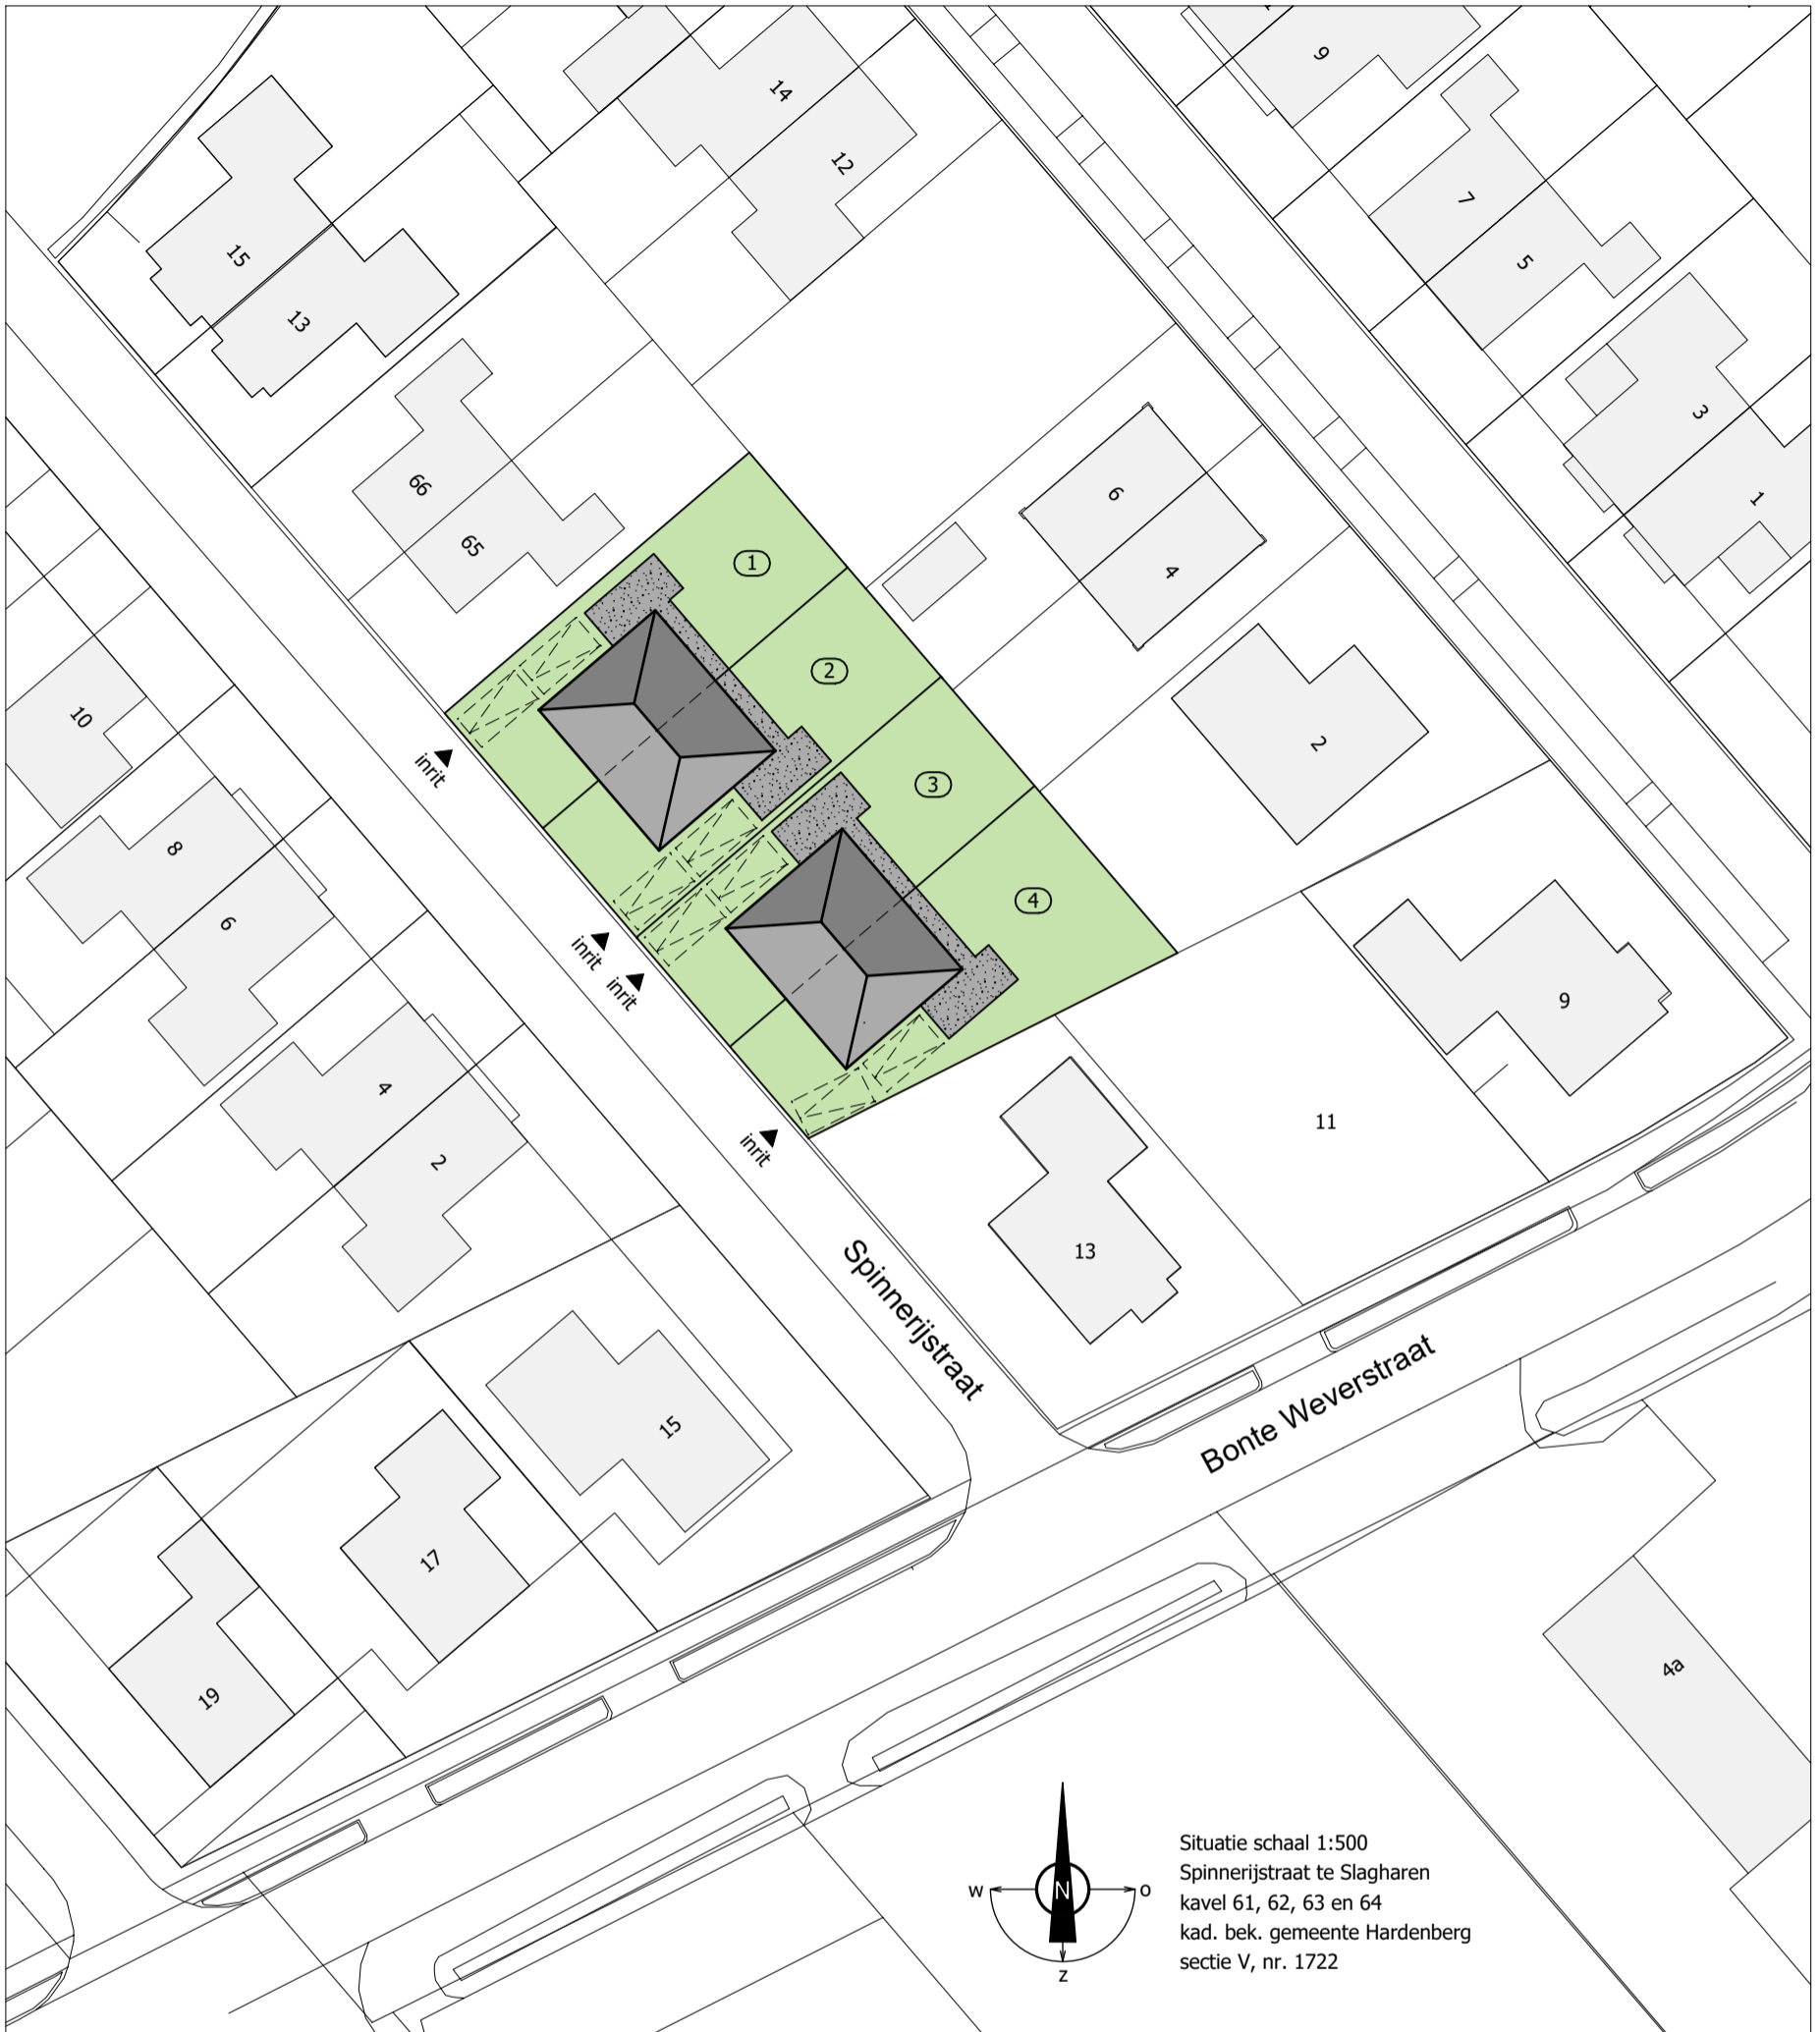 9
14
12
7
5
15
13
3
1
66
65
6
4
1
2
3
4
2
10
inrit
8
6
inrit
inrit
9
4
2
inrit
11
13
Spinnerijstraat
Bonte Weverstraat
15
17
19
4a
N
w
o
z
Situatie schaal 1:500
Spinnerijstraat te Slagharen
kavel 61, 62, 63 en 64
kad. bek. gemeente Hardenberg
sectie V, nr. 1722